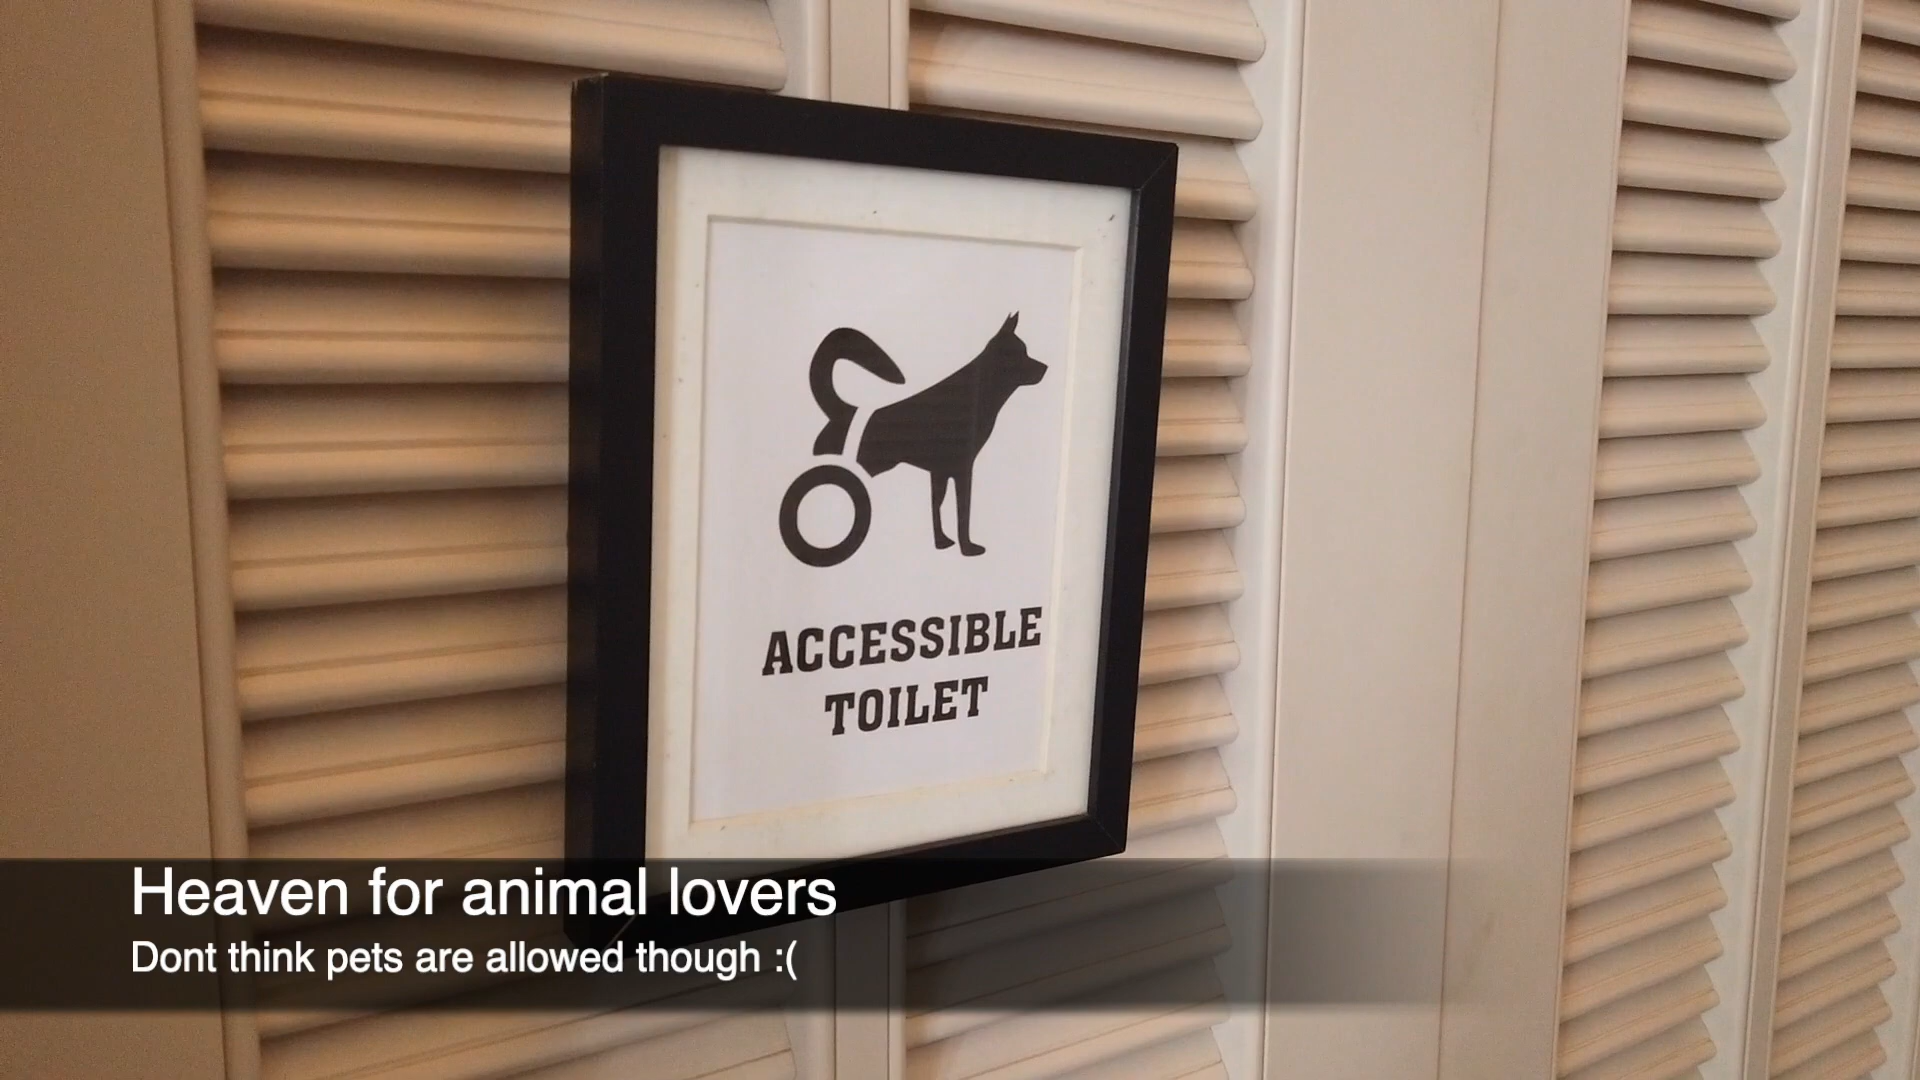 ACCESSIBLE
TOILET
Heaven for animal lovers
Dont think pets are allowed though :(